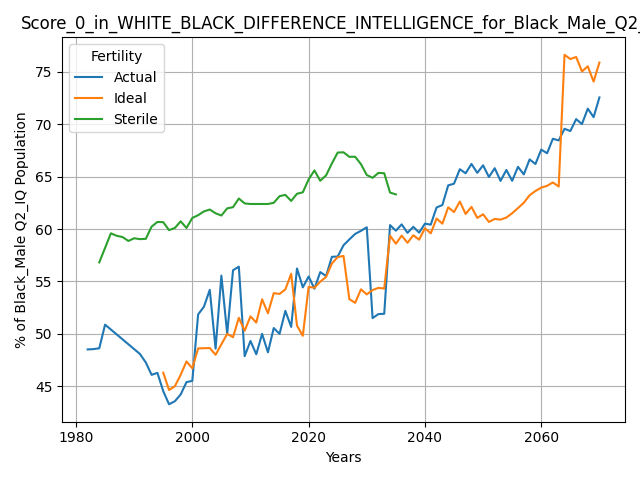 Score_0_in_WHITE_BLACK_DIFFERENCE_INTELLIGENCE_for_Black_Male_Q2_
Fertility
Actual
Ideal
Sterile
% of Black_Male Q2_IQ Population
75
70
65
60
55
50
45
1980
2000
2020
2040
2060
Years